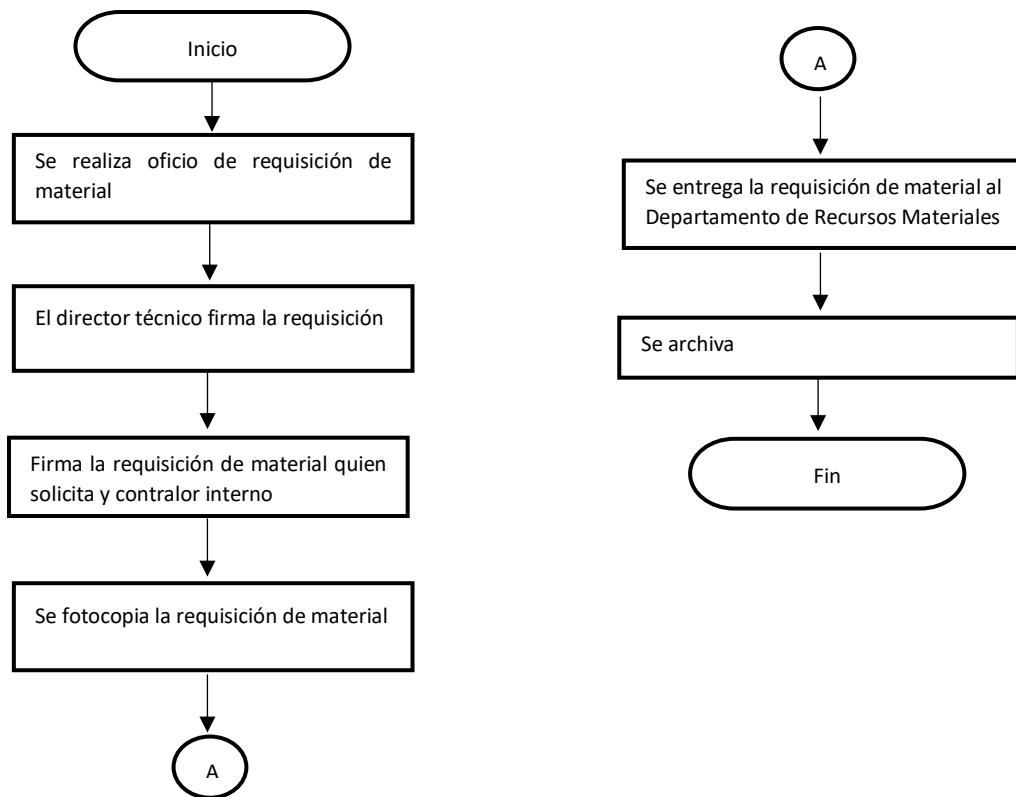 Inicio
Se realiza oficio de requisición de
material
El director técnico firma la requisición
Firma la requisición de material quien
solicita y contralor interno
Se fotocopia la requisición de material
A
A
Se entrega la requisición de material al
Departamento de Recursos Materiales
Se archiva
Fin